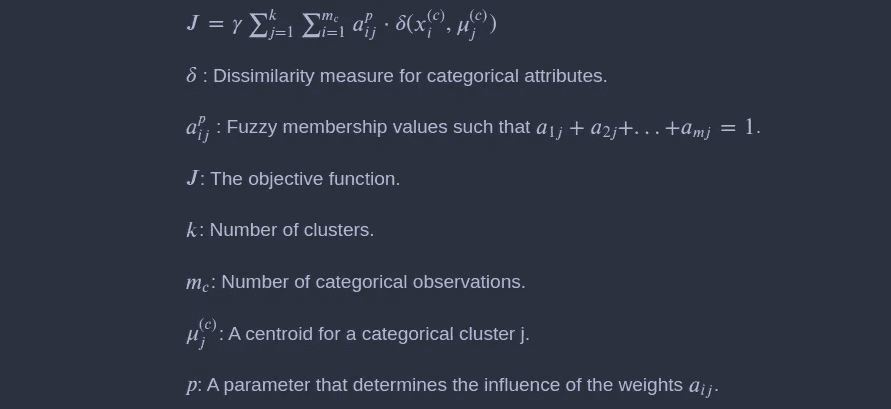 J = γ ∑_{j=1}^{k} ∑_{i=1}^{m_c} a_{ij}^{p} · δ(x_i^{(c)}, μ_j^{(c)})
δ : Dissimilarity measure for categorical attributes.
a_{ij}^{p} : Fuzzy membership values such that a_{1j} + a_{2j}+...+a_{mj} = 1.
J: The objective function.
k: Number of clusters.
m_c: Number of categorical observations.
μ_j^{(c)}: A centroid for a categorical cluster j.
p: A parameter that determines the influence of the weights a_{ij}.